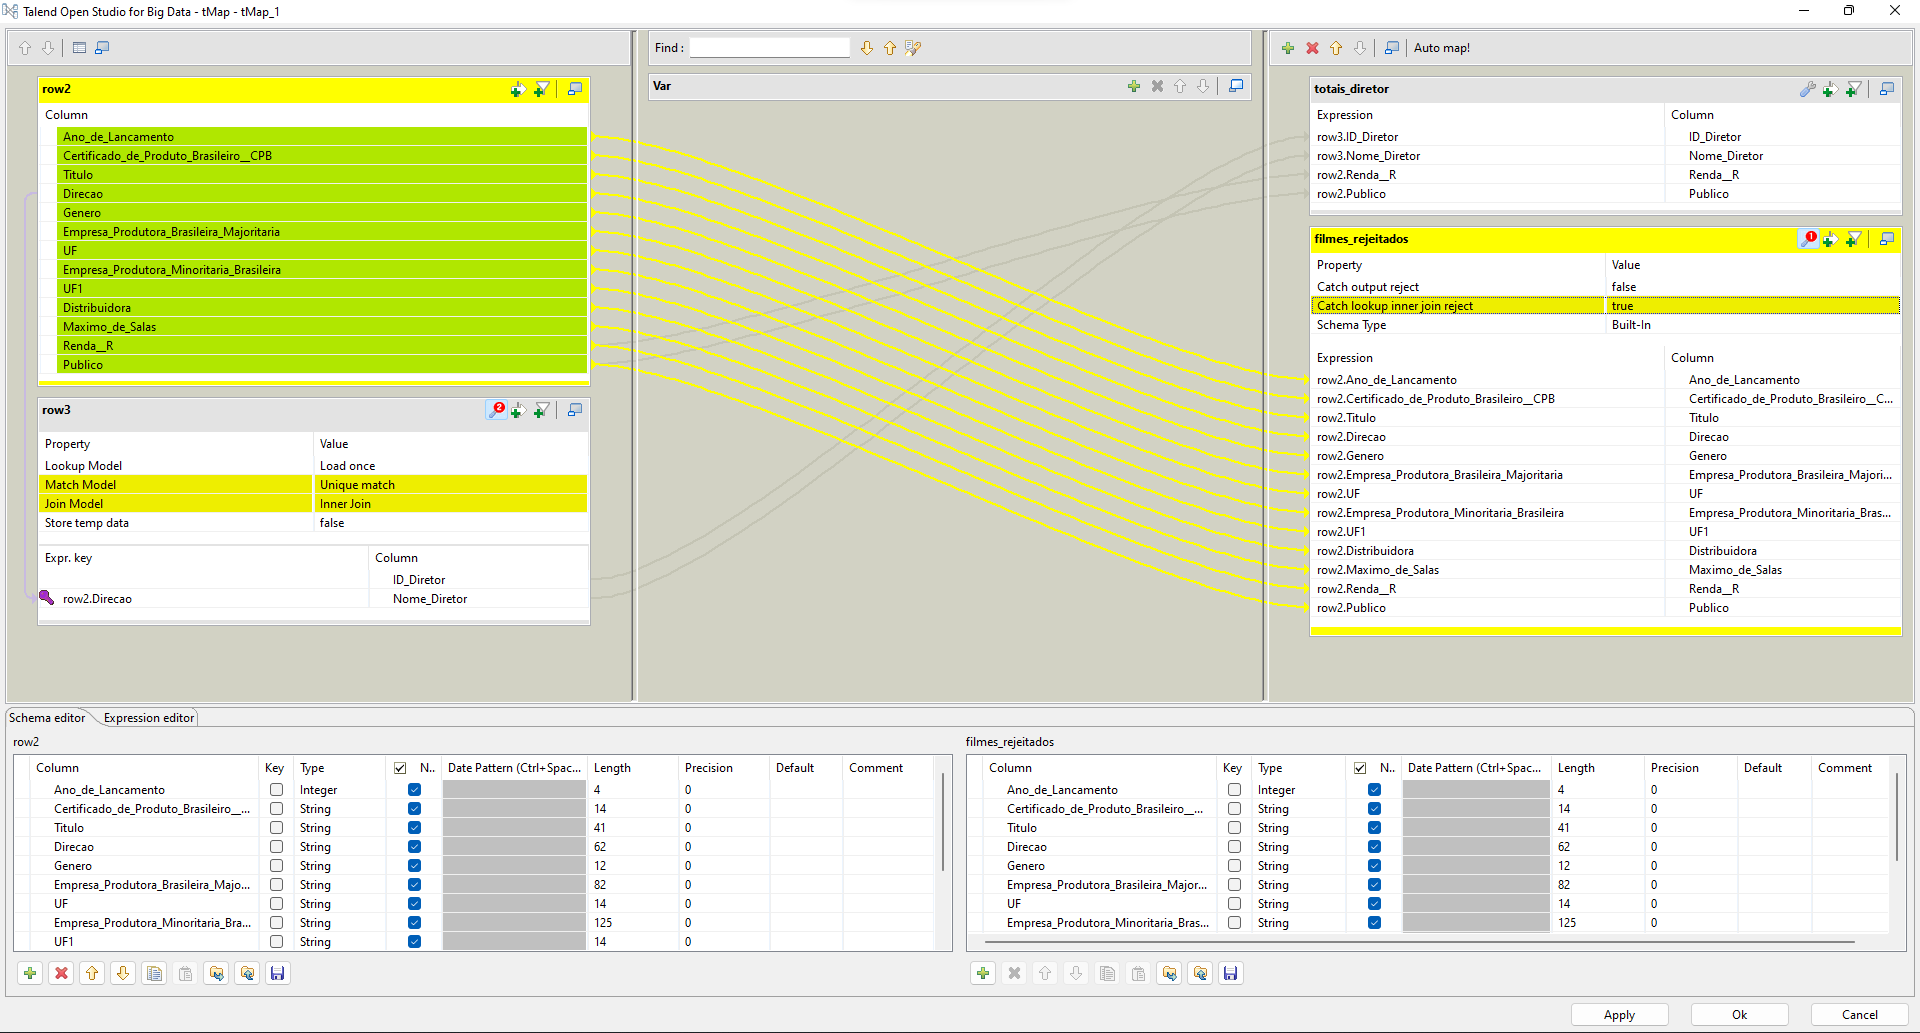 Talend Open Studio for Big Data - tMap - tMap_1
Find :
Auto map!
row2
Column
Ano_de_Lancamento
Certificado_de_Produto_Brasileiro__CPB
Titulo
Direcao
Genero
Empresa_Produtora_Brasileira_Majoritaria
UF
Empresa_Produtora_Minoritaria_Brasileira
UF1
Distribuidora
Maximo_de_Salas
Renda__R
Publico
row3
2
Property Value
Lookup Model Load once
Match Model Unique match
Join Model Inner Join
Store temp data false
Expr. key Column
ID_Diretor
row2.Direcao Nome_Diretor
Var
totais_diretor
Expression Column
row3.ID_Diretor ID_Diretor
row3.Nome_Diretor Nome_Diretor
row2.Renda__R Renda__R
row2.Publico Publico
filmes_rejeitados
1
Property Value
Catch output reject false
Catch lookup inner join reject true
Schema Type Built-In
Expression Column
row2.Ano_de_Lancamento Ano_de_Lancamento
row2.Certificado_de_Produto_Brasileiro__CPB Certificado_de_Produto_Brasileiro__C...
row2.Titulo Titulo
row2.Direcao Direcao
row2.Genero Genero
row2.Empresa_Produtora_Brasileira_Majoritaria Empresa_Produtora_Brasileira_Majori...
row2.UF UF
row2.Empresa_Produtora_Minoritaria_Brasileira Empresa_Produtora_Minoritaria_Bras...
row2.UF1 UF1
row2.Distribuidora Distribuidora
row2.Maximo_de_Salas Maximo_de_Salas
row2.Renda__R Renda__R
row2.Publico Publico
Schema editor Expression editor
row2
Column Key Type N.. Date Pattern (Ctrl+Spac... Length Precision Default Comment
Ano_de_Lancamento Integer 4 0
Certificado_de_Produto_Brasileiro__... String 14 0
Titulo String 41 0
Direcao String 62 0
Genero String 12 0
Empresa_Produtora_Brasileira_Majo... String 82 0
UF String 14 0
Empresa_Produtora_Minoritaria_Bra... String 125 0
UF1 String 14 0
filmes_rejeitados
Column Key Type N.. Date Pattern (Ctrl+Spac... Length Precision Default Comment
Ano_de_Lancamento Integer 4 0
Certificado_de_Produto_Brasileiro__... String 14 0
Titulo String 41 0
Direcao String 62 0
Genero String 12 0
Empresa_Produtora_Brasileira_Major... String 82 0
UF String 14 0
Empresa_Produtora_Minoritaria_Bras... String 125 0
Apply Ok Cancel